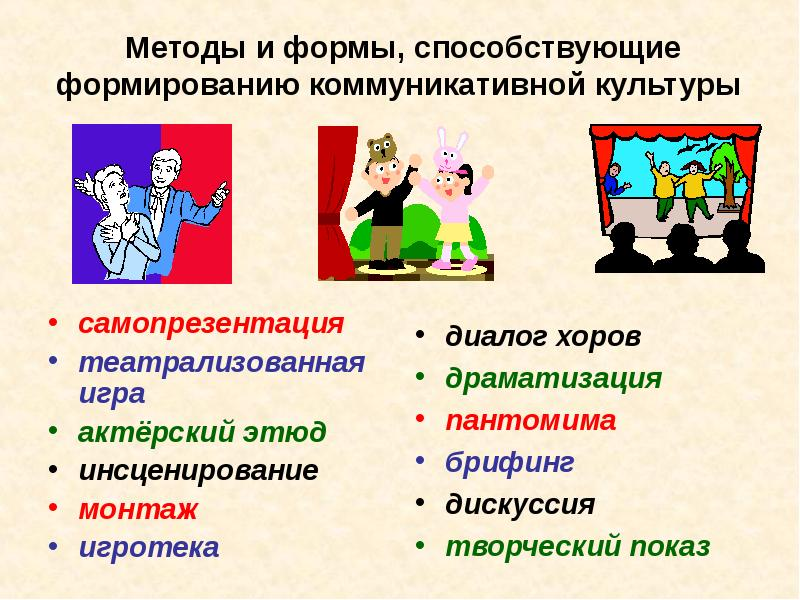 Методы и формы, способствующие
формированию коммуникативной культуры
• самопрезентация
• театрализованная
игра
• актёрский этюд
• инсценирование
• монтаж
• игротека
• диалог хоров
• драматизация
• пантомима
• брифинг
• дискуссия
• творческий показ